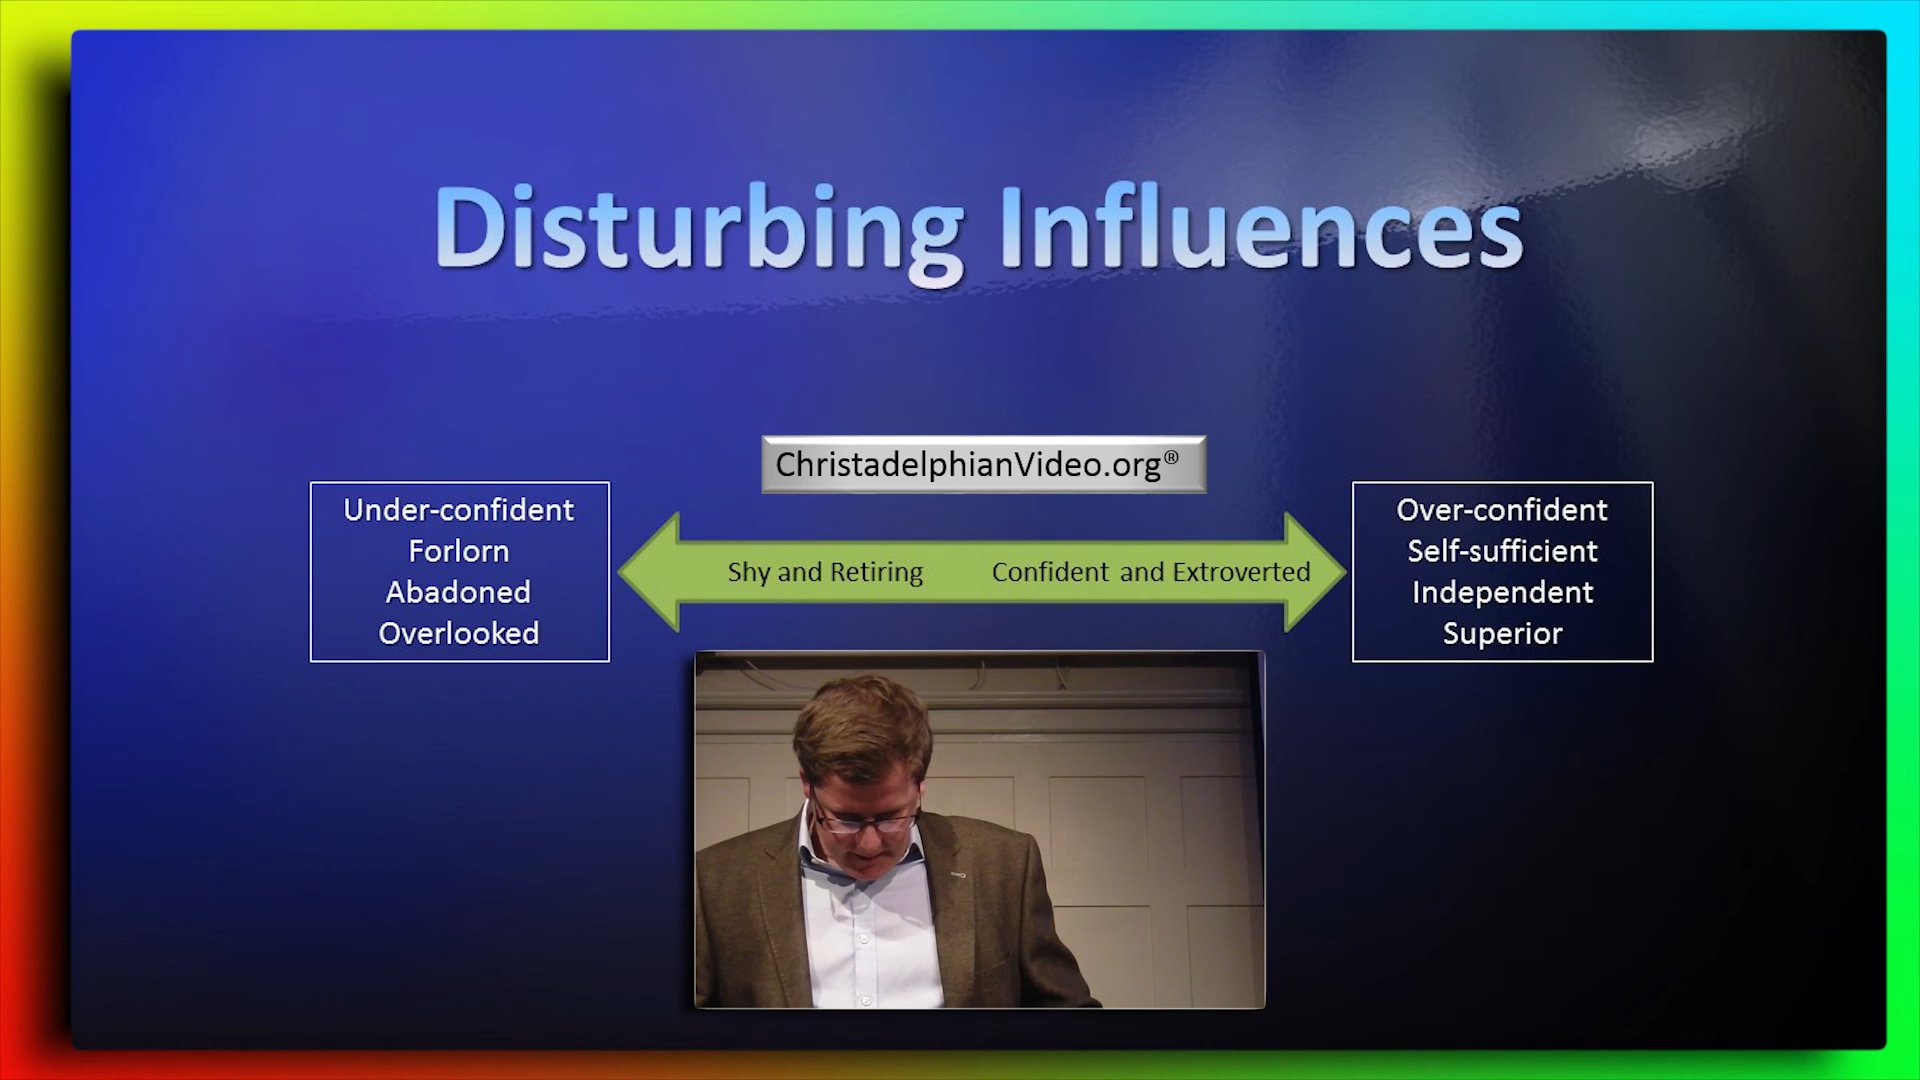 Disturbing Influences
ChristadelphianVideo.org®
Under-confident
Forlorn
Abadoned
Overlooked
Shy and Retiring
Confident and Extroverted
Over-confident
Self-sufficient
Independent
Superior